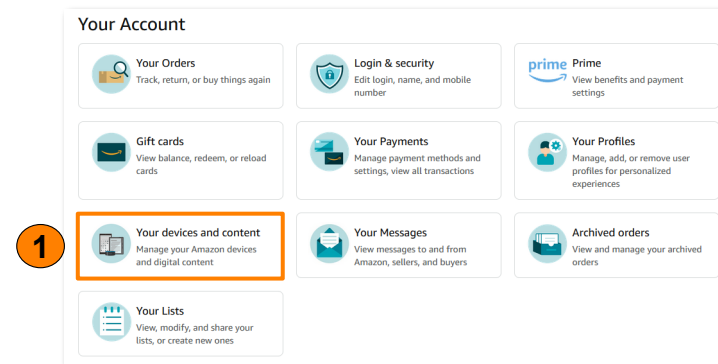 Your Account
Your Orders
Track, return, or buy things again
Login & security
Edit login, name, and mobile
number
prime
Prime
View benefits and payment
settings
Gift cards
View balance, redeem, or reload
cards
Your Payments
Manage payment methods and
settings, view all transactions
Your Profiles
Manage, add, or remove user
profiles for personalized
experiences
1
Your devices and content
Manage your Amazon devices
and digital content
Your Messages
View messages to and from
Amazon, sellers, and buyers
Archived orders
View and manage your archived
orders
Your Lists
View, modify, and share your
lists, or create new ones